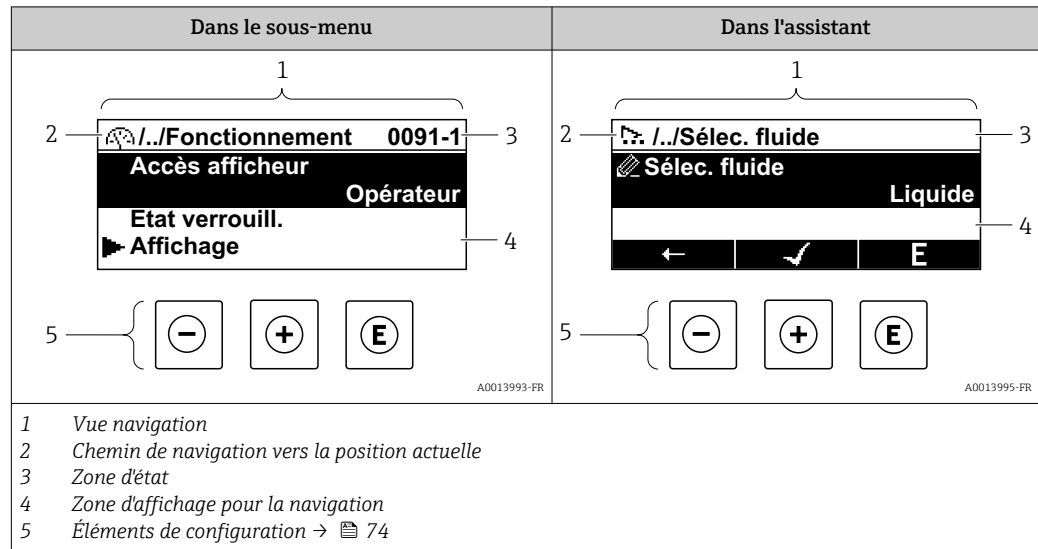 Dans le sous-menu
Dans l'assistant
1
2
/../Fonctionnement 0091-1
3
Accès afficheur
Opérateur
Etat verrouill.
Affichage
4
5
- + E
A0013993-FR
1
2
/../Sélec. fluide
3
Sélec. fluide
Liquide
4
← ✓ E
5
- + E
A0013995-FR
1 Vue navigation
2 Chemin de navigation vers la position actuelle
3 Zone d'état
4 Zone d'affichage pour la navigation
5 Éléments de configuration → 74